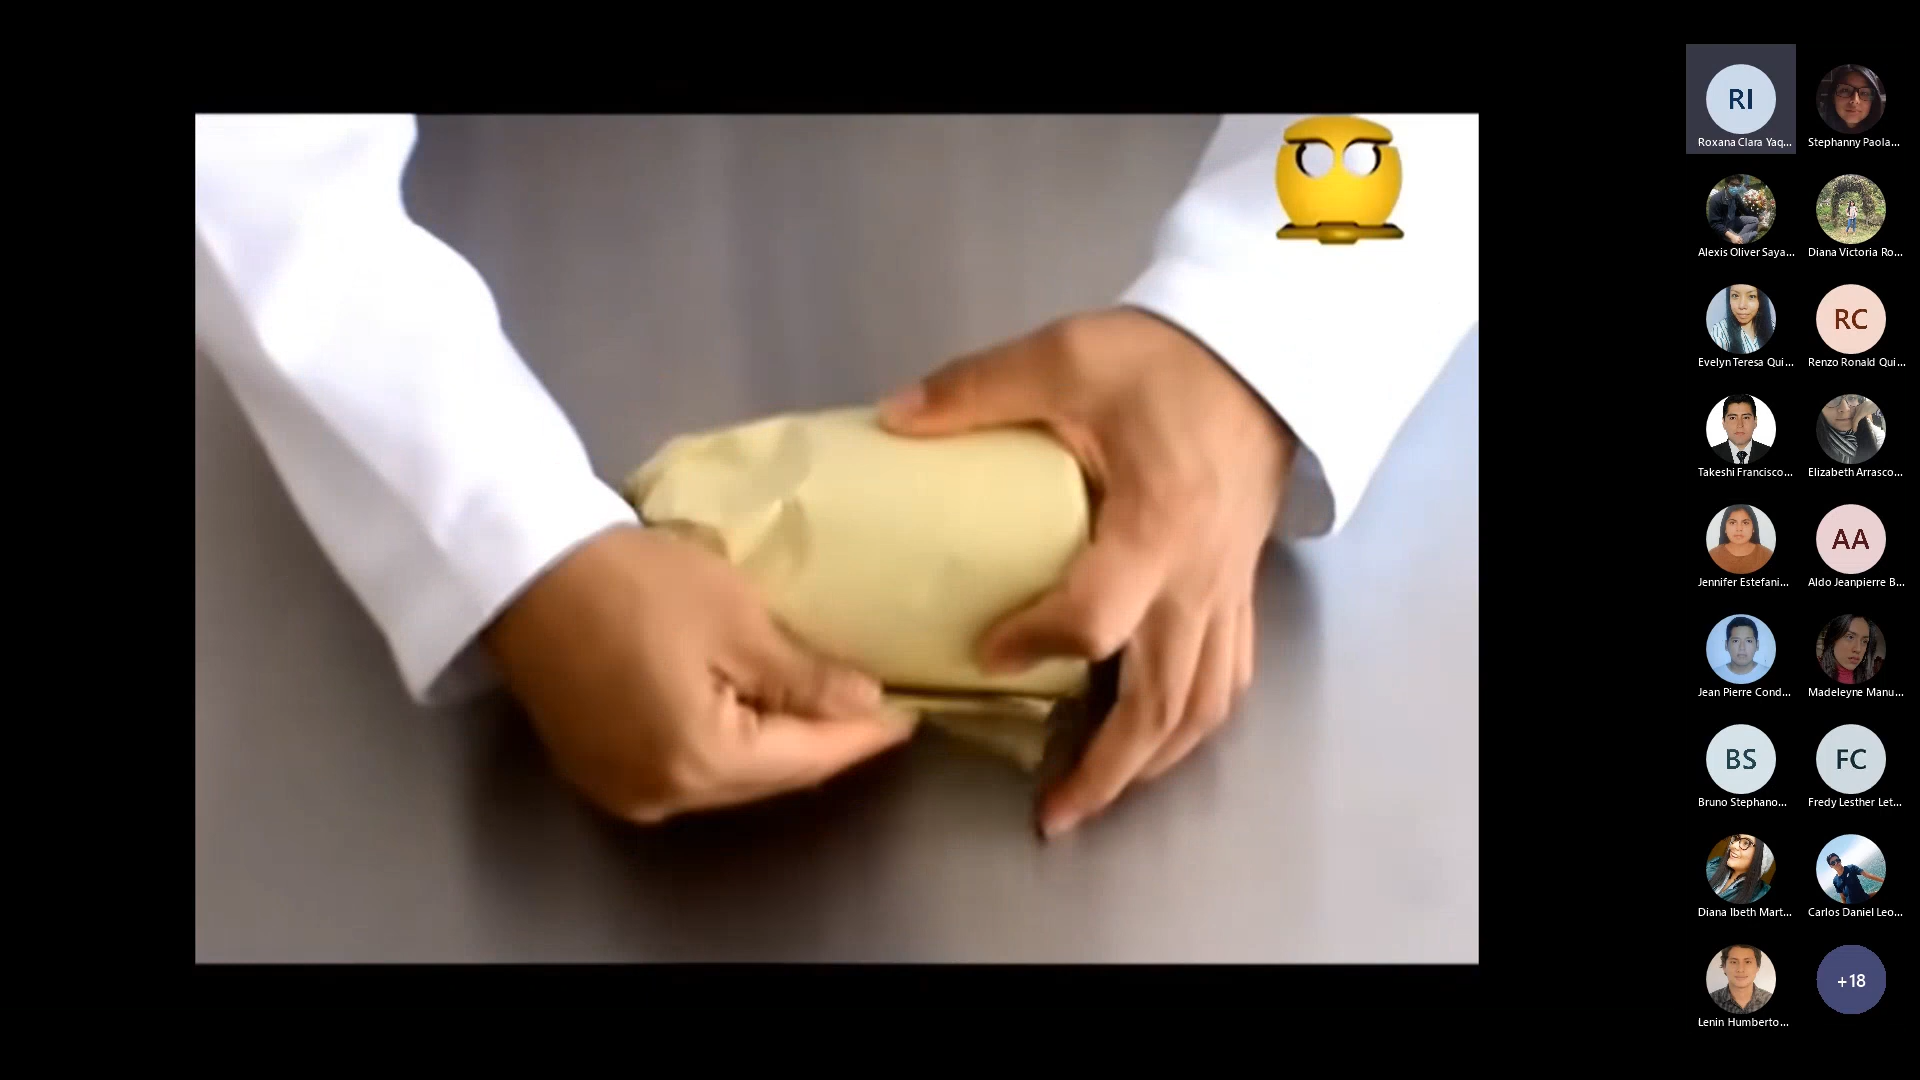 RI
Roxana Clara Yaq...
Stephanny Paola...
Alexis Oliver Saya...
Diana Victoria Ro...
Evelyn Teresa Qui...
RC
Renzo Ronald Qui...
Takeshi Francisco...
Elizabeth Arrasco...
Jennifer Estefani...
AA
Aldo Jeanpierre B...
Jean Pierre Cond...
Madeleyne Manu...
BS
Bruno Stephano...
FC
Fredy Lesther Let...
Diana Ibeth Mart...
Carlos Daniel Leo...
Lenin Humberto...
+18